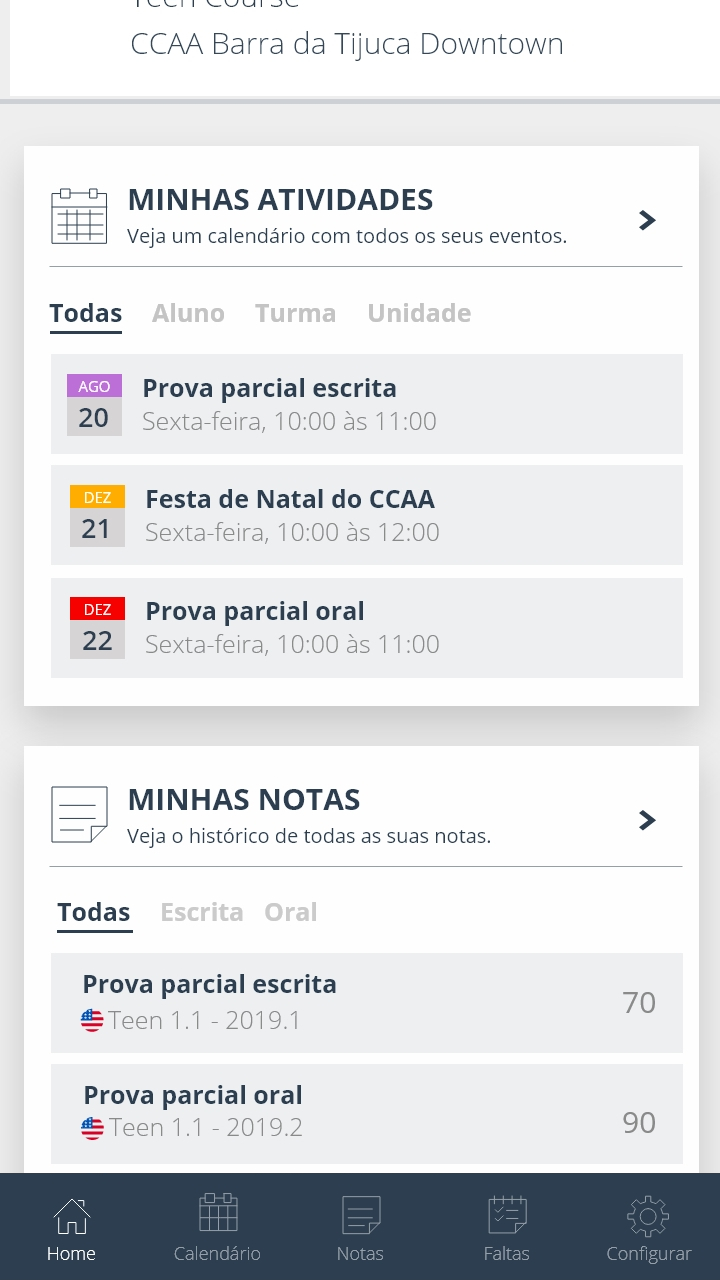 Teen Course
CCAA Barra da Tijuca Downtown
MINHAS ATIVIDADES
Veja um calendário com todos os seus eventos.
Todas Aluno Turma Unidade
AGO
20
Prova parcial escrita
Sexta-feira, 10:00 às 11:00
DEZ
21
Festa de Natal do CCAA
Sexta-feira, 10:00 às 12:00
DEZ
22
Prova parcial oral
Sexta-feira, 10:00 às 11:00
MINHAS NOTAS
Veja o histórico de todas as suas notas.
Todas Escrita Oral
Prova parcial escrita
Teen 1.1 - 2019.1
70
Prova parcial oral
Teen 1.1 - 2019.2
90
Home Calendário Notas Faltas Configurar